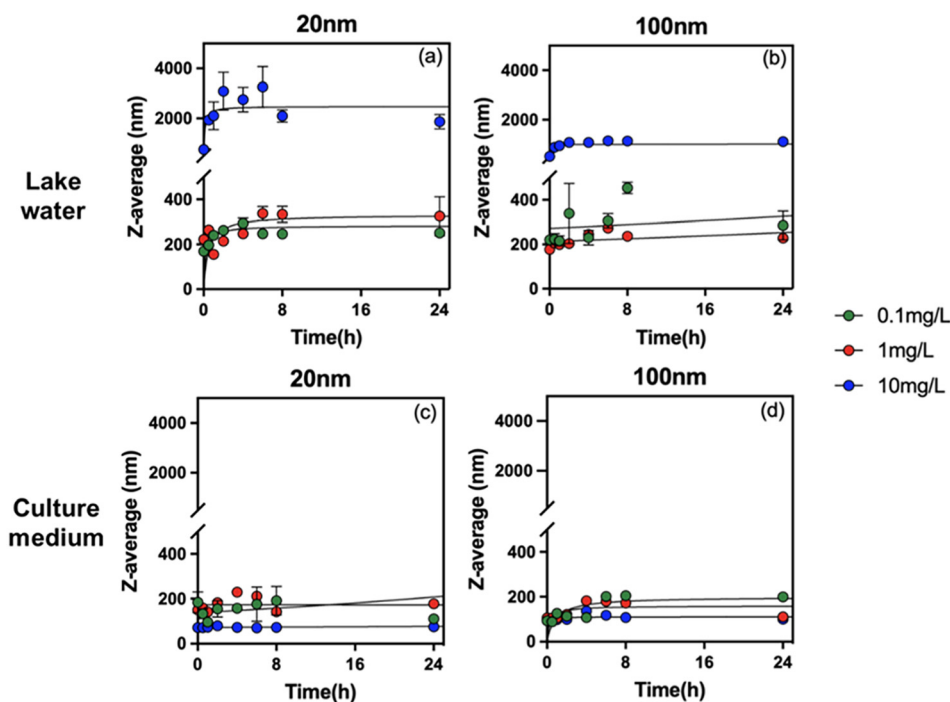 20nm
100nm
(a)
(b)
4000
2000
400
200
0
Z-average (nm)
0 8 16 24
Time(h)
4000
2000
400
200
0
Z-average (nm)
0 8 16 24
Time(h)
Lake
water
0.1mg/L
1mg/L
10mg/L
20nm
100nm
(c)
(d)
4000
2000
400
200
0
Z-average (nm)
0 8 16 24
Time(h)
4000
2000
400
200
0
Z-average (nm)
0 8 16 24
Time(h)
Culture
medium